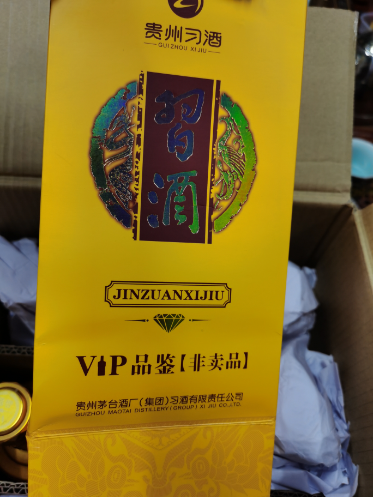 贵州习酒
GUIZHOU XIJIU
習酒
JINZUANXIJIU
VIP品鉴【非卖品】
贵州茅台酒厂(集团)习酒有限责任公司
GUIZHOU MAOTAI DISTILLERY (GROUP) XI JIU CO.,LTD.